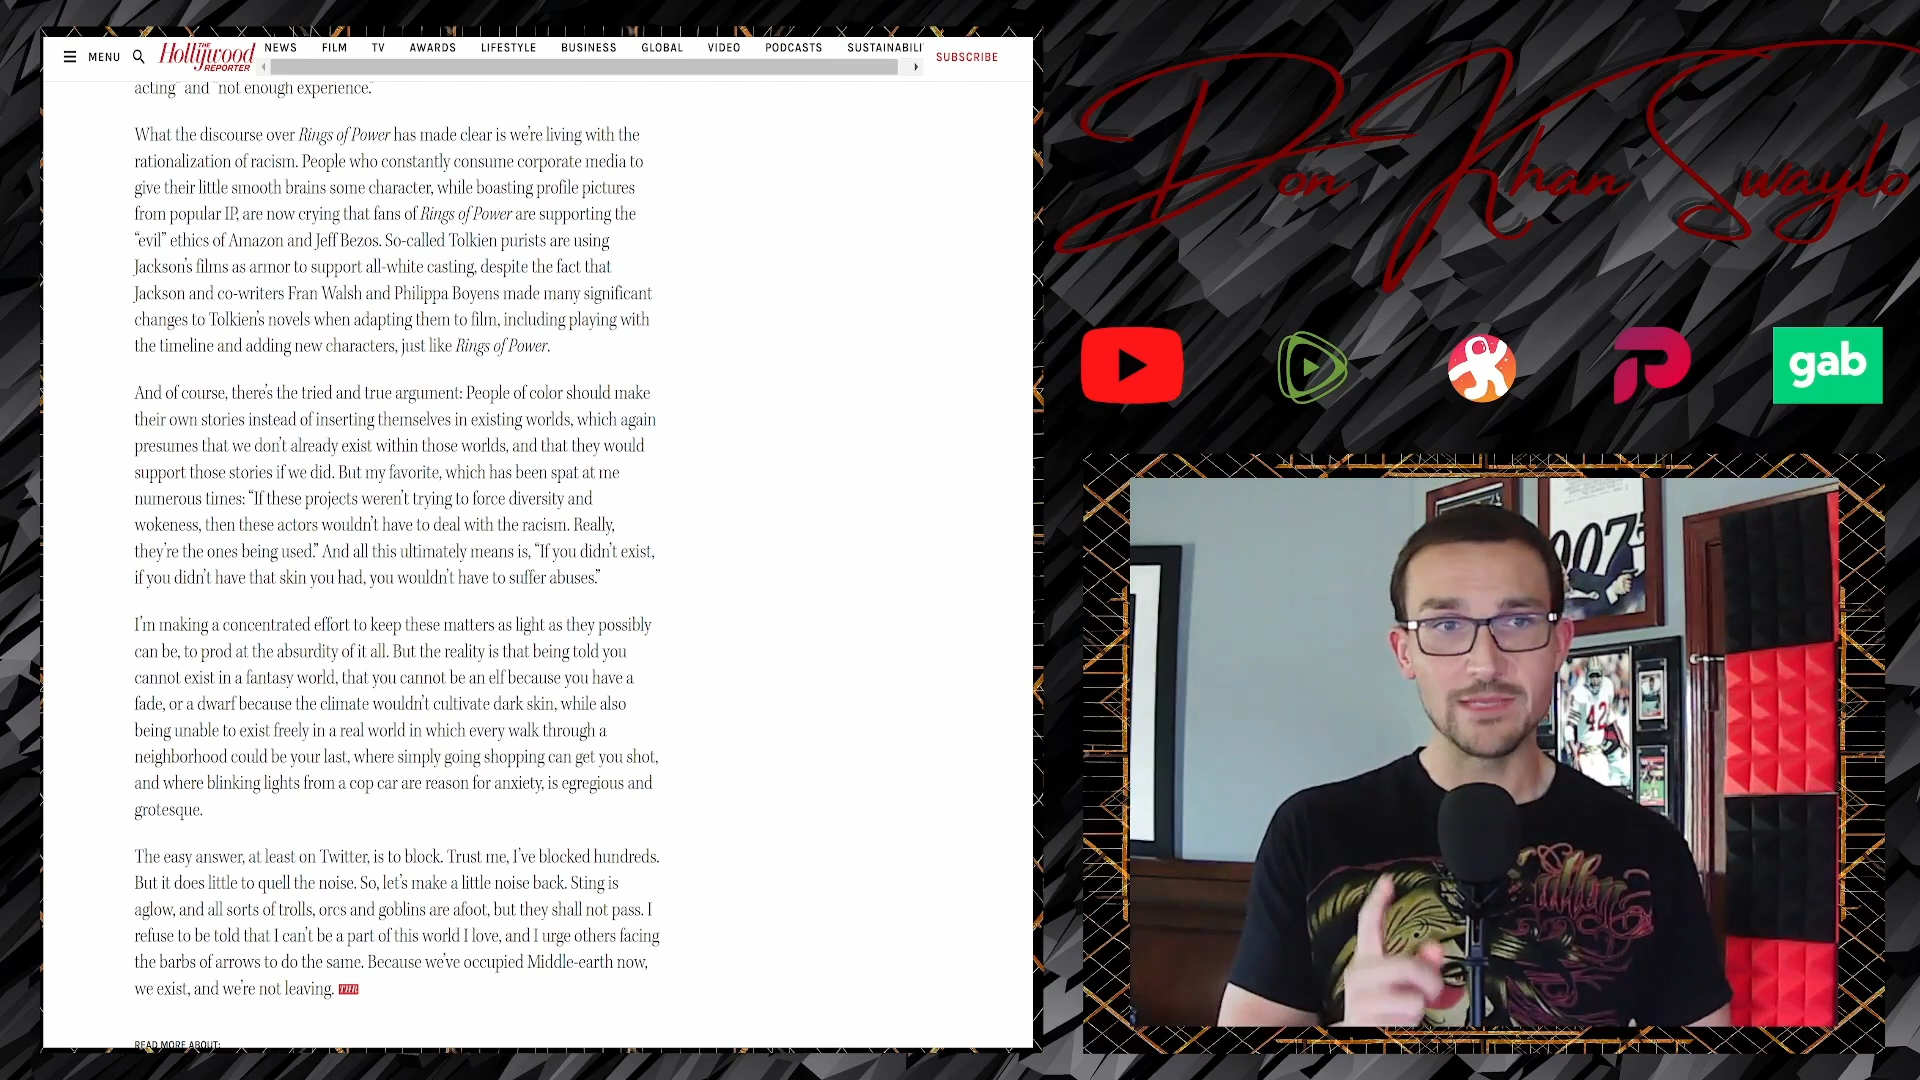 MENU
THE
Hollywood
REPORTER
NEWS FILM TV AWARDS LIFESTYLE BUSINESS GLOBAL VIDEO PODCASTS SUSTAINABILI
SUBSCRIBE
acting” and “not enough experience.”
What the discourse over Rings of Power has made clear is we’re living with the
rationalization of racism. People who constantly consume corporate media to
give their little smooth brains some character, while boasting profile pictures
from popular IP, are now crying that fans of Rings of Power are supporting the
“evil” ethics of Amazon and Jeff Bezos. So-called Tolkien purists are using
Jackson’s films as armor to support all-white casting, despite the fact that
Jackson and co-writers Fran Walsh and Philippa Boyens made many significant
changes to Tolkien’s novels when adapting them to film, including playing with
the timeline and adding new characters, just like Rings of Power.
And of course, there’s the tried and true argument: People of color should make
their own stories instead of inserting themselves in existing worlds, which again
presumes that we don’t already exist within those worlds, and that they would
support those stories if we did. But my favorite, which has been spat at me
numerous times: “If these projects weren’t trying to force diversity and
wokeness, then these actors wouldn’t have to deal with the racism. Really,
they’re the ones being used.” And all this ultimately means is, “If you didn’t exist,
if you didn’t have that skin you had, you wouldn’t have to suffer abuses.”
I’m making a concentrated effort to keep these matters as light as they possibly
can be, to prod at the absurdity of it all. But the reality is that being told you
cannot exist in a fantasy world, that you cannot be an elf because you have a
fade, or a dwarf because the climate wouldn’t cultivate dark skin, while also
being unable to exist freely in a real world in which every walk through a
neighborhood could be your last, where simply going shopping can get you shot,
and where blinking lights from a cop car are reason for anxiety, is egregious and
grotesque.
The easy answer, at least on Twitter, is to block. Trust me, I’ve blocked hundreds.
But it does little to quell the noise. So, let’s make a little noise back. Sting is
aglow, and all sorts of trolls, orcs and goblins are afoot, but they shall not pass. I
refuse to be told that I can’t be a part of this world I love, and I urge others facing
the barbs of arrows to do the same. Because we’ve occupied Middle-earth now,
we exist, and we’re not leaving. THR
READ MORE ABOUT:
Don Khan Swaylo
gab
007
42